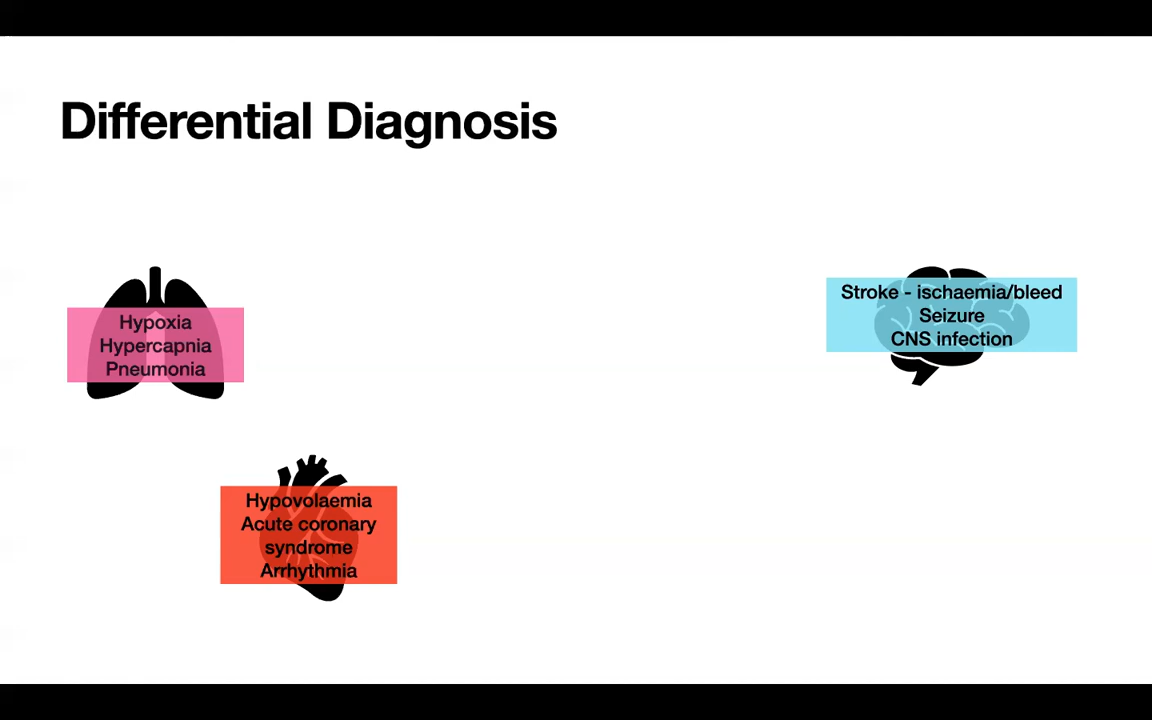 Differential Diagnosis
Hypoxia
Hypercapnia
Pneumonia
Stroke - ischaemia/bleed
Seizure
CNS infection
Hypovolaemia
Acute coronary
syndrome
Arrhythmia